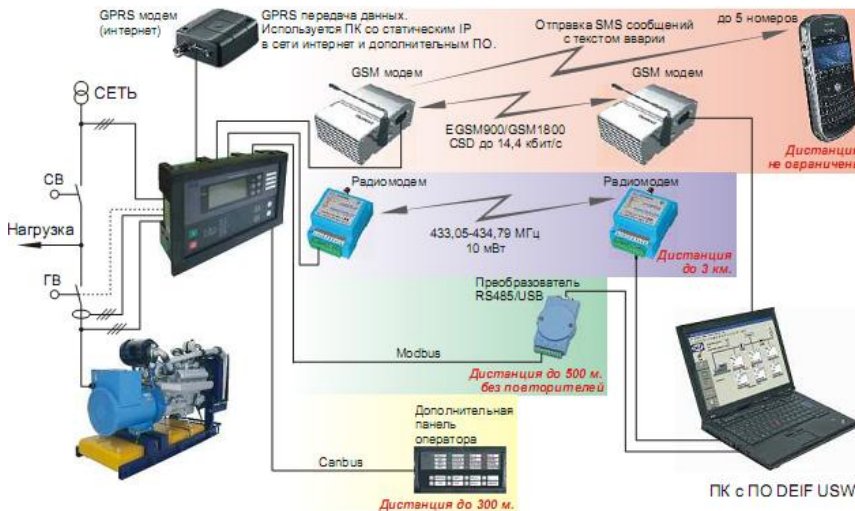 GPRS модем
(интернет)
GPRS передача данных.
Используется ПК со статическим IP
в сети интернет и дополнительным ПО.
Отправка SMS сообщений
с текстом аварии
до 5 номеров
GSM модем
GSM модем
EGSM900/GSM1800
CSD до 14,4 кбит/с
Дистанция
не ограничен
СЕТЬ
СВ
Нагрузка
ГВ
Радиомодем
Радиомодем
433,05-434,79 МГц
10 мВт
Дистанция
до 3 км.
Преобразователь
RS485/USB
Modbus
Дистанция до 500 м.
без повторителей
Дополнительная
панель
оператора
Canbus
Дистанция до 300 м.
ПК с ПО DEIF USW